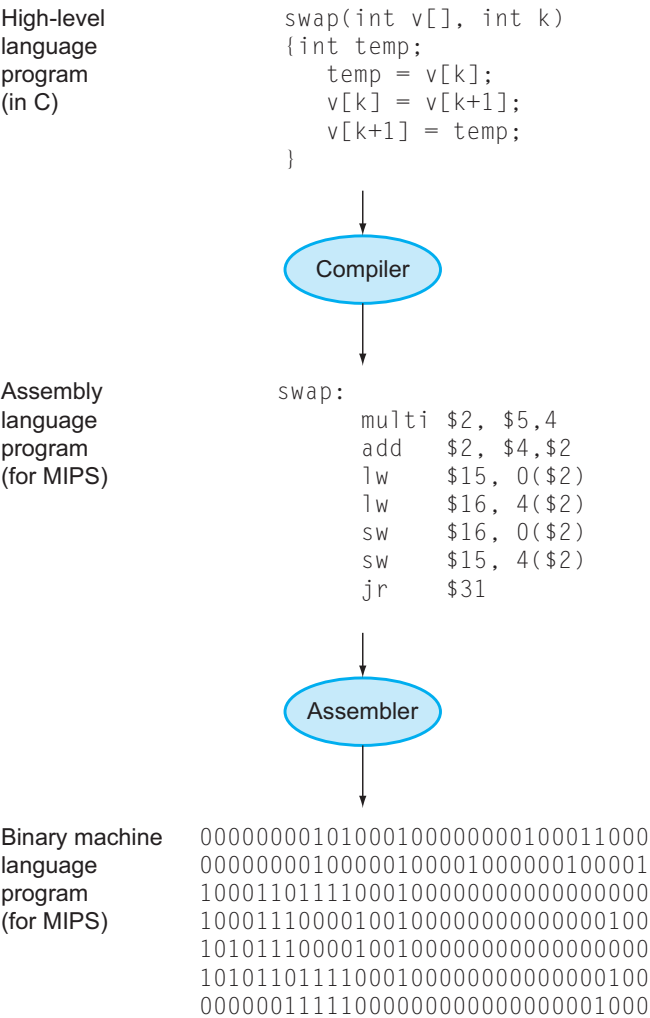 High-level swap(int v[], int k)
language {int temp;
program temp = v[k];
(in C) v[k] = v[k+1];
v[k+1] = temp;
}
Compiler
Assembly swap:
language multi $2, $5,4
program add $2, $4,$2
(for MIPS) lw $15, 0($2)
lw $16, 4($2)
sw $16, 0($2)
sw $15, 4($2)
jr $31
Assembler
Binary machine 00000000101000100000000100011000
language 00000000100000100001000000100001
program 10001101111000100000000000000000
(for MIPS) 10001110000100100000000000000100
10101110000100100000000000000000
10101101111000100000000000000100
00000011111000000000000000001000